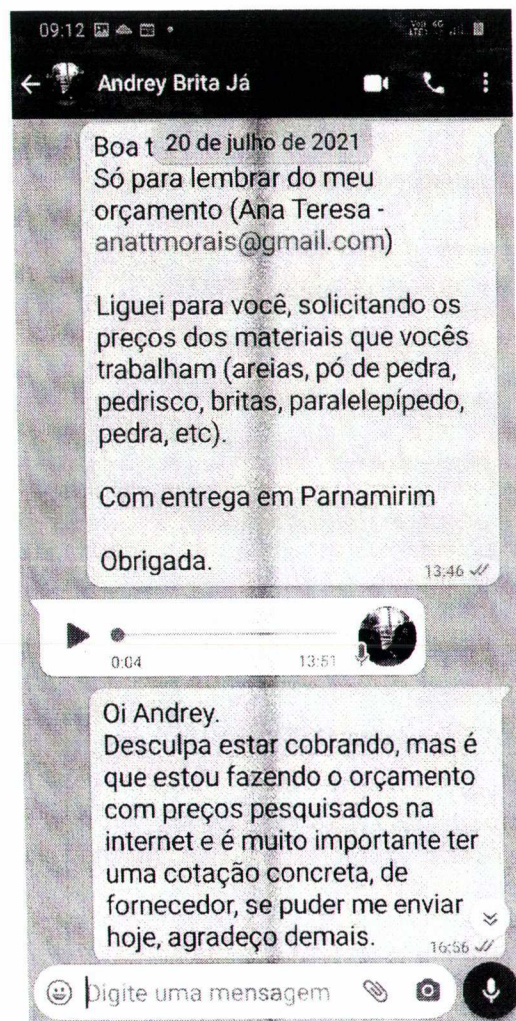 09:12
Andrey Brita Já
Boa t 20 de julho de 2021
Só para lembrar do meu
orçamento (Ana Teresa -
anattmorais@gmail.com)
Liguei para você, solicitando os
preços dos materiais que vocês
trabalham (areias, pó de pedra,
pedrisco, britas, paralelepípedo,
pedra, etc).
Com entrega em Parnamirim
Obrigada.
13:46
0:04 13:51
Oi Andrey.
Desculpa estar cobrando, mas é
que estou fazendo o orçamento
com preços pesquisados na
internet e é muito importante ter
uma cotação concreta, de
fornecedor, se puder me enviar
hoje, agradeço demais.
16:56
Digite uma mensagem